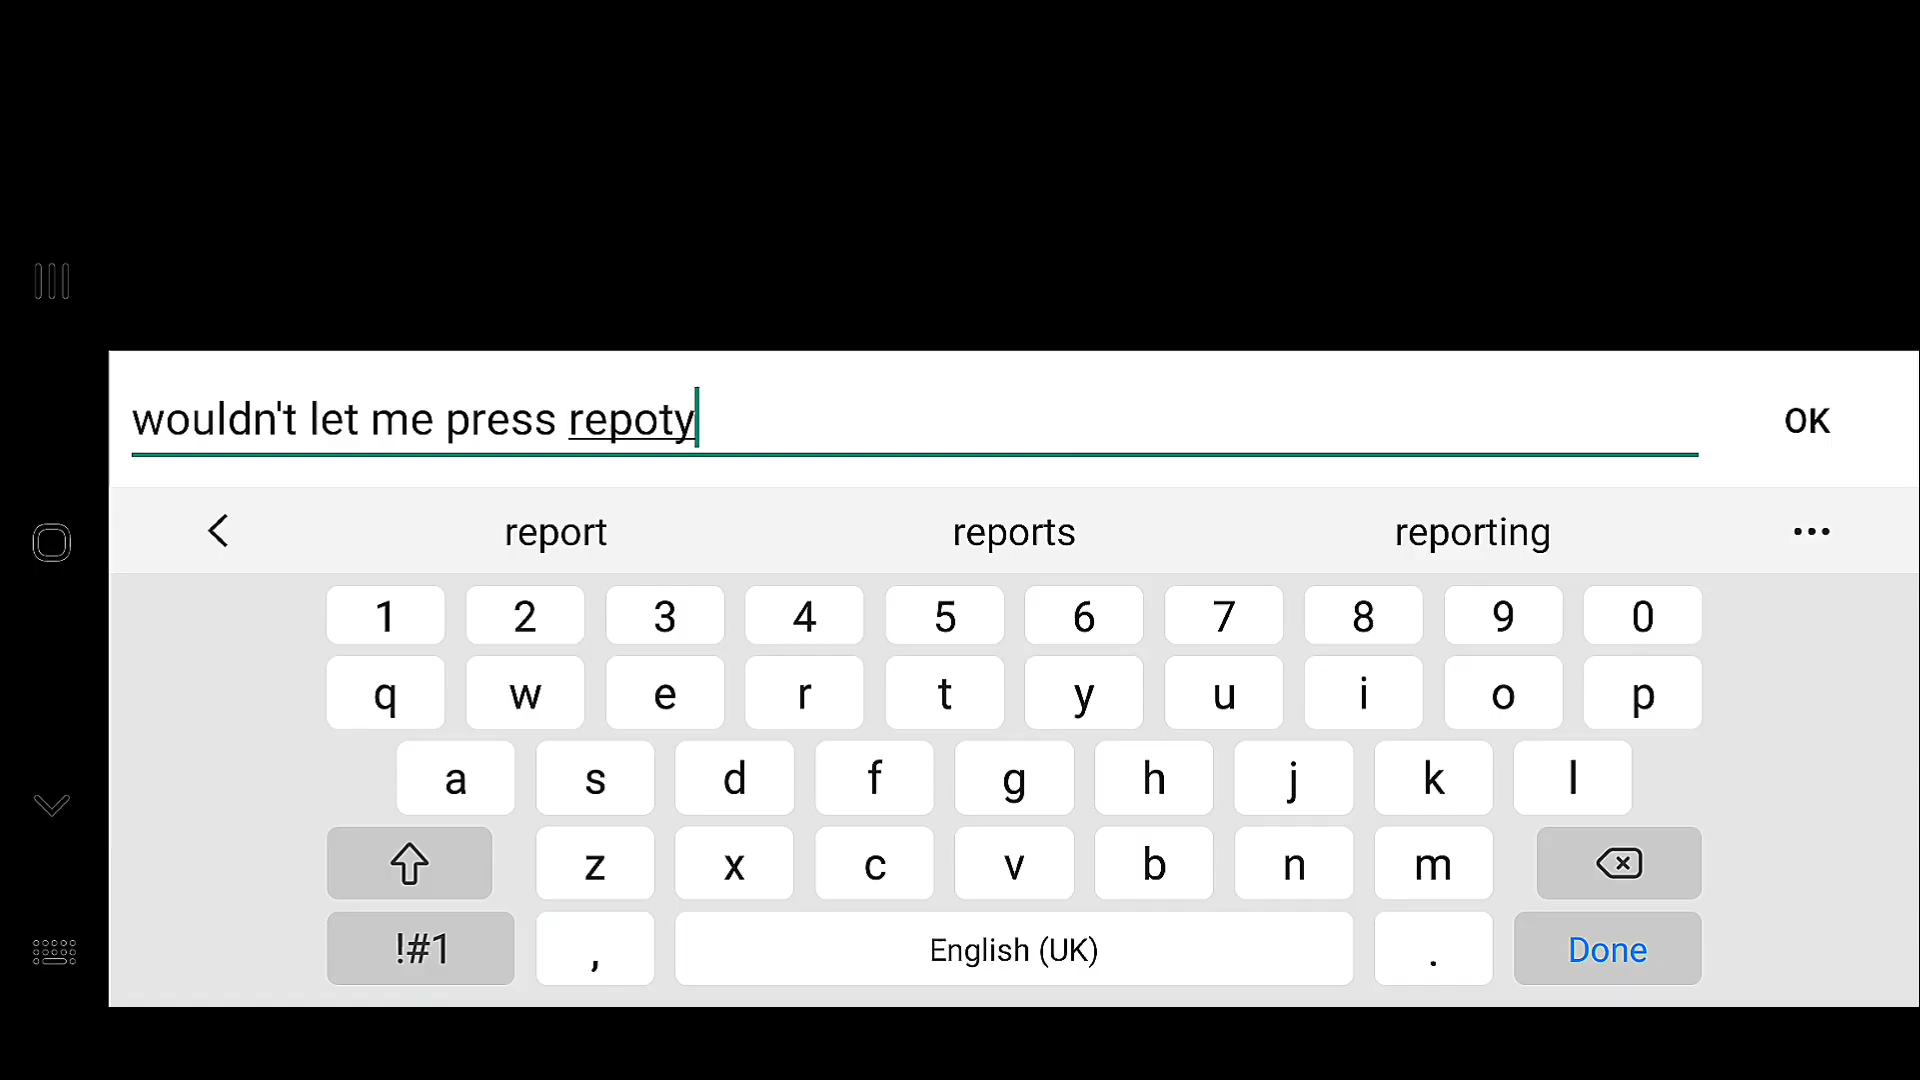 wouldn't let me press repoty
OK
report reports reporting
1 2 3 4 5 6 7 8 9 0
q w e r t y u i o p
a s d f g h j k l
z x c v b n m
!#1 , English (UK) . Done